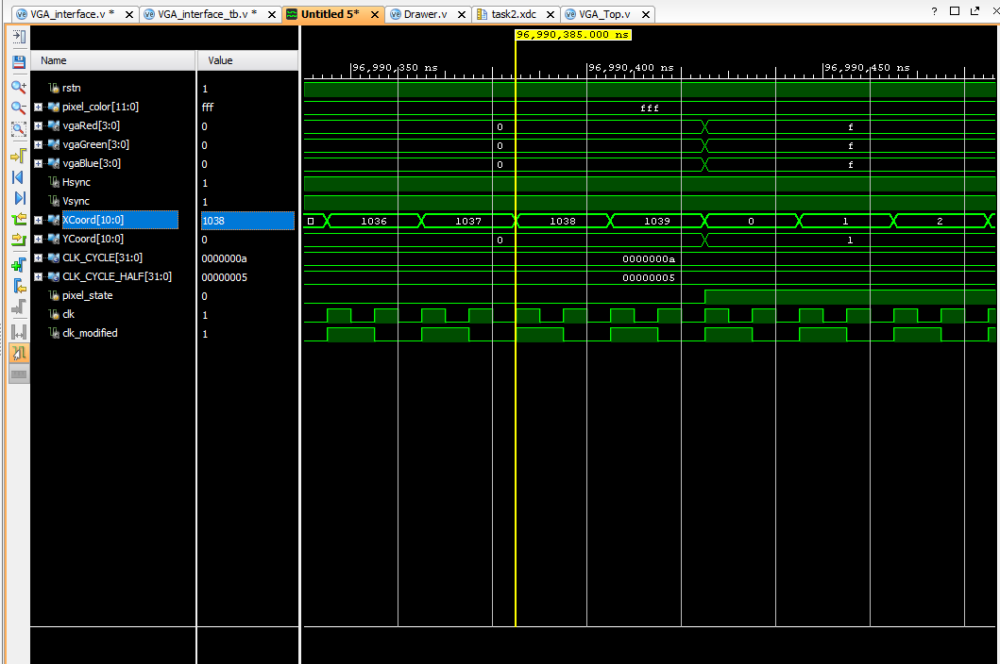 VGA_interface.v * × VGA_interface_tb.v * × Untitled 5* × Drawer.v × task2.xdc × VGA_Top.v × ?
96,990,385.000 ns
Name Value
96,990,350 ns 96,990,400 ns 96,990,450 ns
rstn 1
pixel_color[11:0] fff fff
vgaRed[3:0] 0 0 f
vgaGreen[3:0] 0 0 f
vgaBlue[3:0] 0 0 f
Hsync 1
Vsync 1
XCoord[10:0] 1038 1036 1037 1038 1039 0 1 2
YCoord[10:0] 0 0 1
CLK_CYCLE[31:0] 0000000a 0000000a
CLK_CYCLE_HALF[31:0] 00000005 00000005
pixel_state 0
clk 1
clk_modified 1